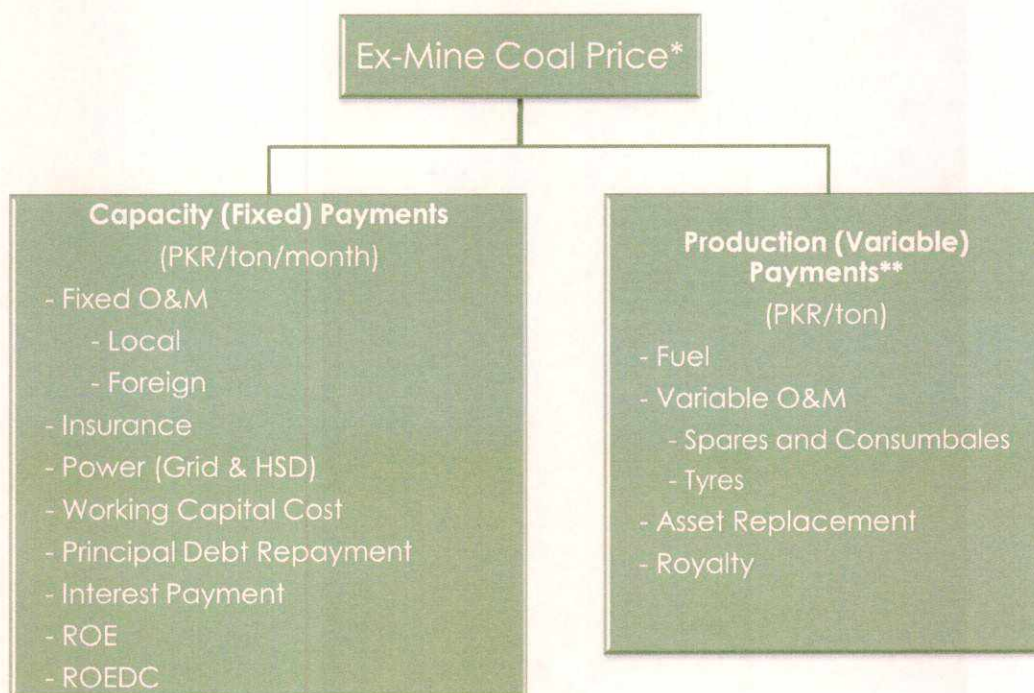 Ex-Mine Coal Price*
Capacity (Fixed) Payments
(PKR/ton/month)
- Fixed O&M
- Local
- Foreign
- Insurance
- Power (Grid & HSD)
- Working Capital Cost
- Principal Debt Repayment
- Interest Payment
- ROE
- ROEDC
Production (Variable)
Payments**
(PKR/ton)
- Fuel
- Variable O&M
- Spares and Consumbales
- Tyres
- Asset Replacement
- Royalty